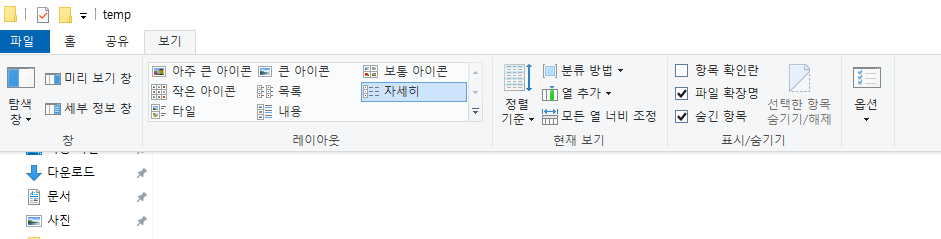 temp
파일 홈 공유 보기
탐색 창
미리 보기 창
세부 정보 창
창
아주 큰 아이콘 큰 아이콘 보통 아이콘
작은 아이콘 목록 자세히
타일 내용
레이아웃
정렬 기준
분류 방법
열 추가
모든 열 너비 조정
현재 보기
항목 확인란
파일 확장명
숨긴 항목
선택한 항목
숨기기/해제
표시/숨기기
옵션
다운로드
문서
사진